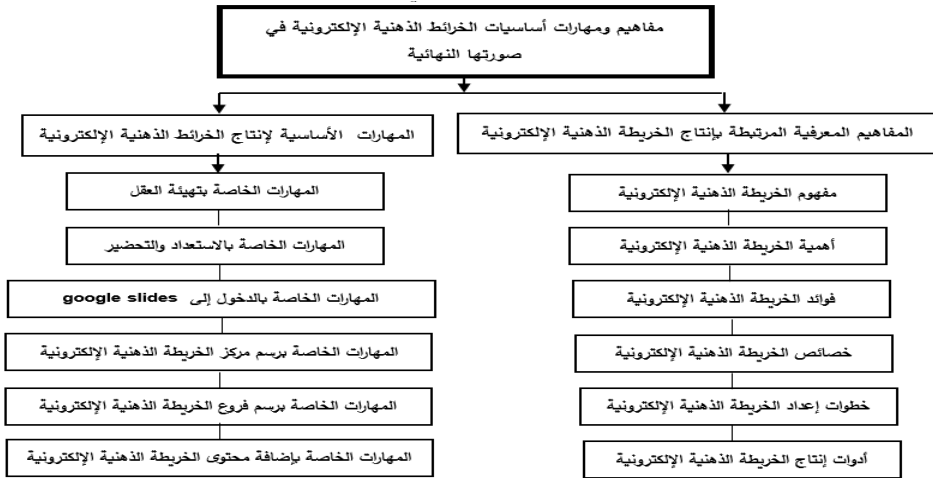 مفاهيم ومهارات أساسيات الخرائط الذهنية الإلكترونية في
صورتها النهائية
المفاهيم المعرفية المرتبطة بإنتاج الخريطة الذهنية الإلكترونية
مفهوم الخريطة الذهنية الإلكترونية
أهمية الخريطة الذهنية الإلكترونية
فوائد الخريطة الذهنية الإلكترونية
خصائص الخريطة الذهنية الإلكترونية
خطوات إعداد الخريطة الذهنية الإلكترونية
أدوات إنتاج الخريطة الذهنية الإلكترونية
المهارات الأساسية لإنتاج الخرائط الذهنية الإلكترونية
المهارات الخاصة بتهيئة العقل
المهارات الخاصة بالاستعداد والتحضير
المهارات الخاصة بالدخول إلى google slides
المهارات الخاصة برسم مركز الخريطة الذهنية الإلكترونية
المهارات الخاصة برسم فروع الخريطة الذهنية الإلكترونية
المهارات الخاصة بإضافة محتوى الخريطة الذهنية الإلكترونية